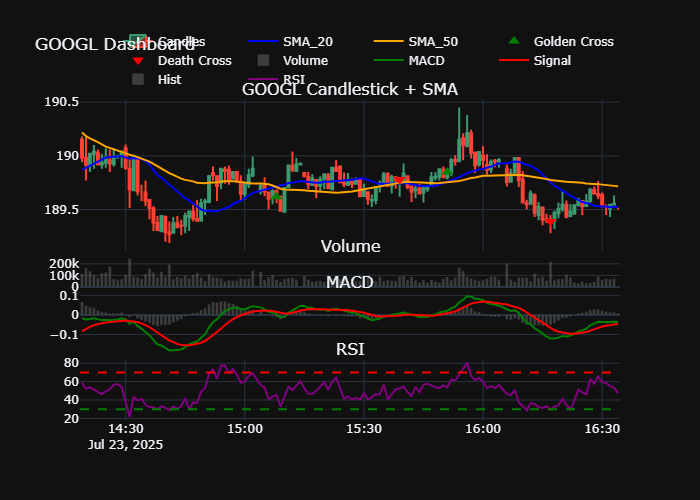 GOOGL Dashboard
Candles SMA_20 SMA_50 Golden Cross
Death Cross Volume MACD Signal
Hist RSI
GOOGL Candlestick + SMA
190.5
190
189.5
Volume
200k
100k
0
MACD
0.1
0
−0.1
RSI
80
60
40
20
14:30 15:00 15:30 16:00 16:30
Jul 23, 2025